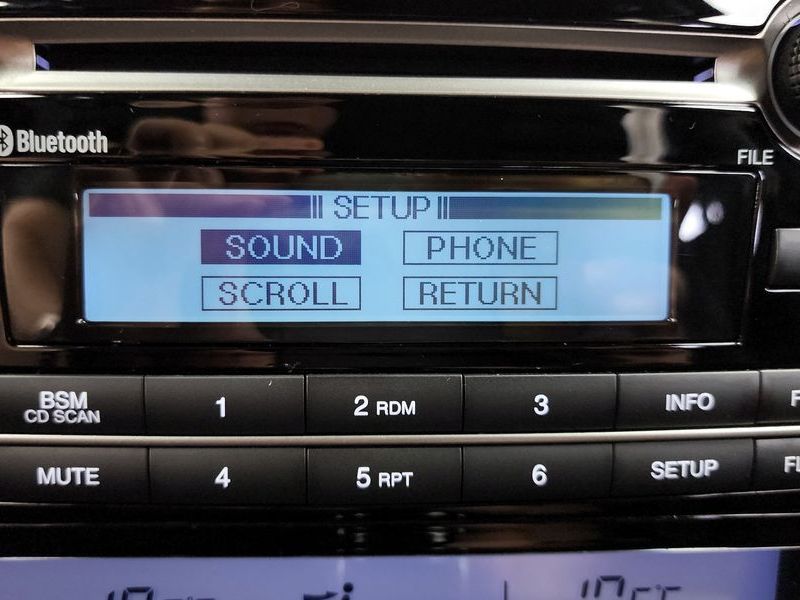 Bluetooth
FILE
SETUP
SOUND PHONE
SCROLL RETURN
BSM 1 2 RDM 3 INFO
CD SCAN
MUTE 4 5 RPT 6 SETUP